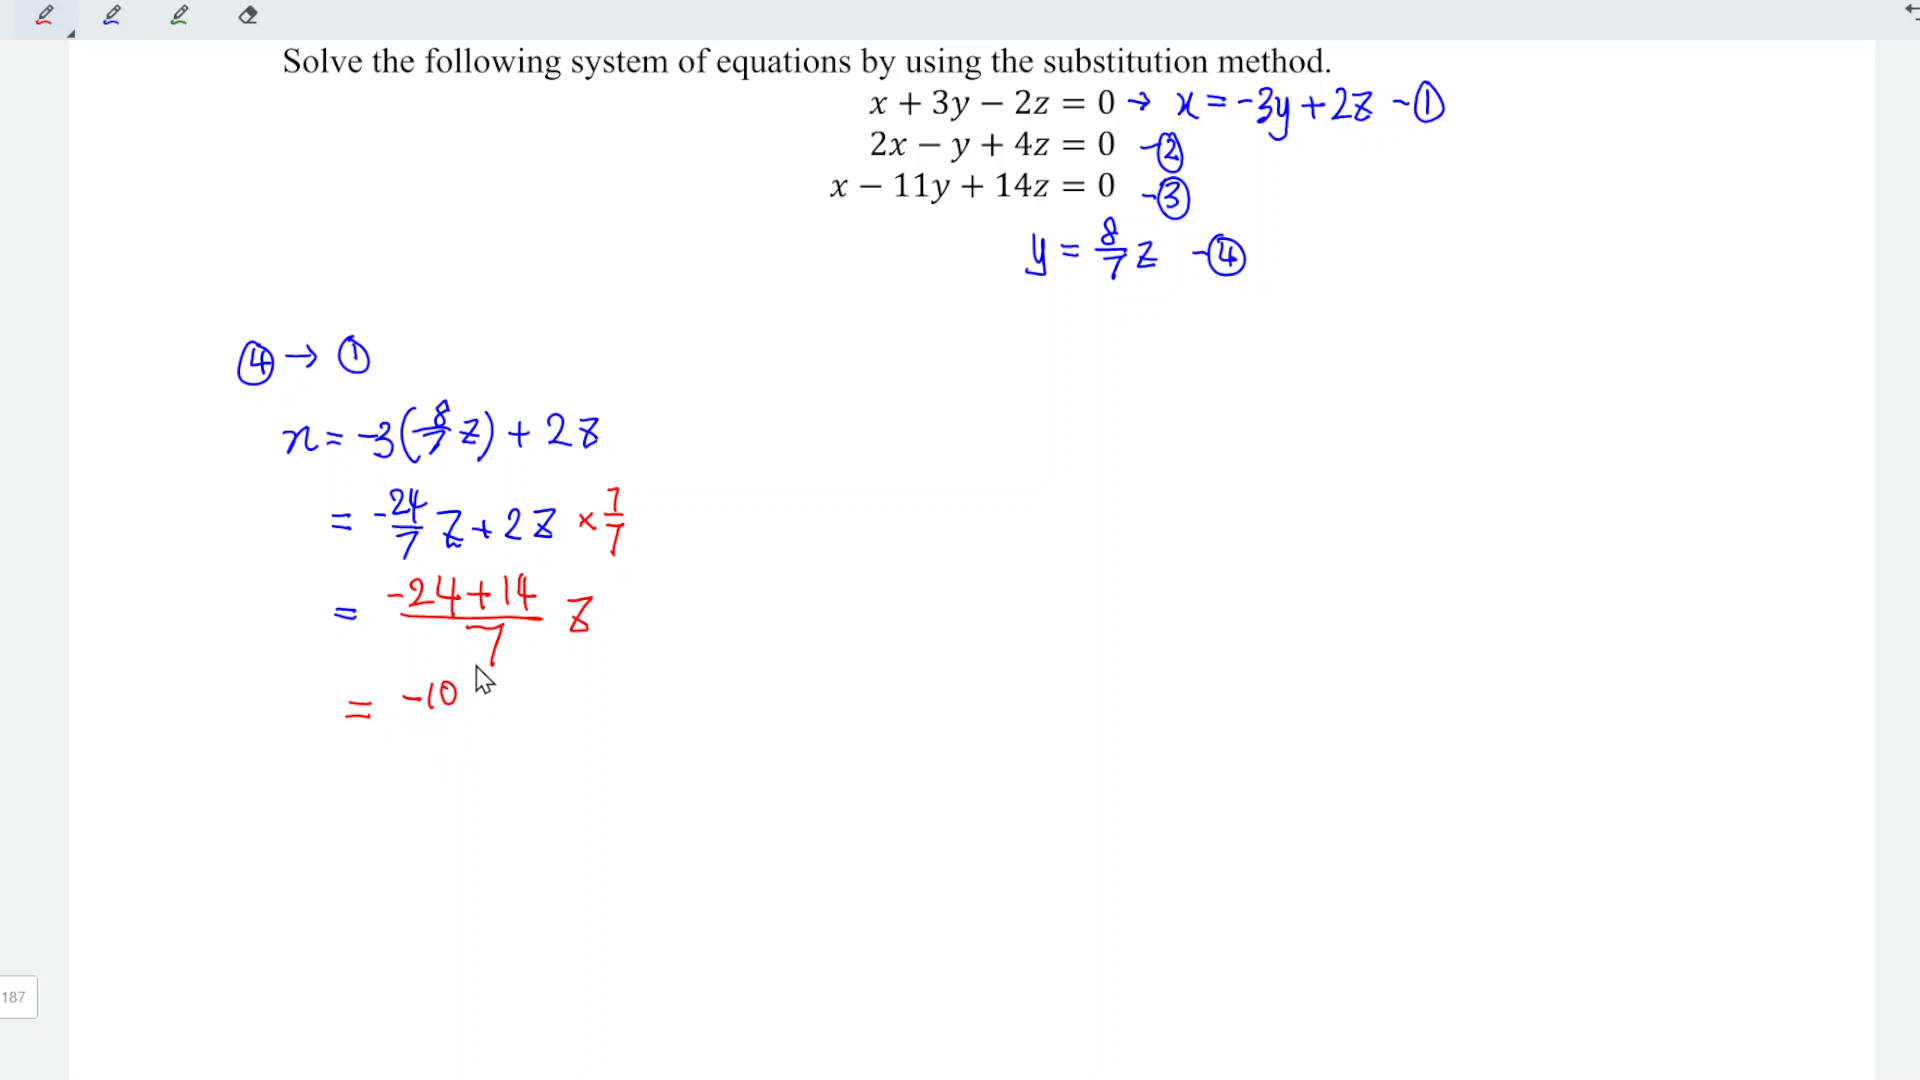 Solve the following system of equations by using the substitution method.
x + 3y − 2z = 0 → x = -3y + 2z -①
2x − y + 4z = 0 -②
x − 11y + 14z = 0 -③
y = 8/7 z -④
④ → ①
x = -3(8/7 z) + 2z
= -24/7 z + 2z × 7/7
= -24+14/7 z
= -10
187